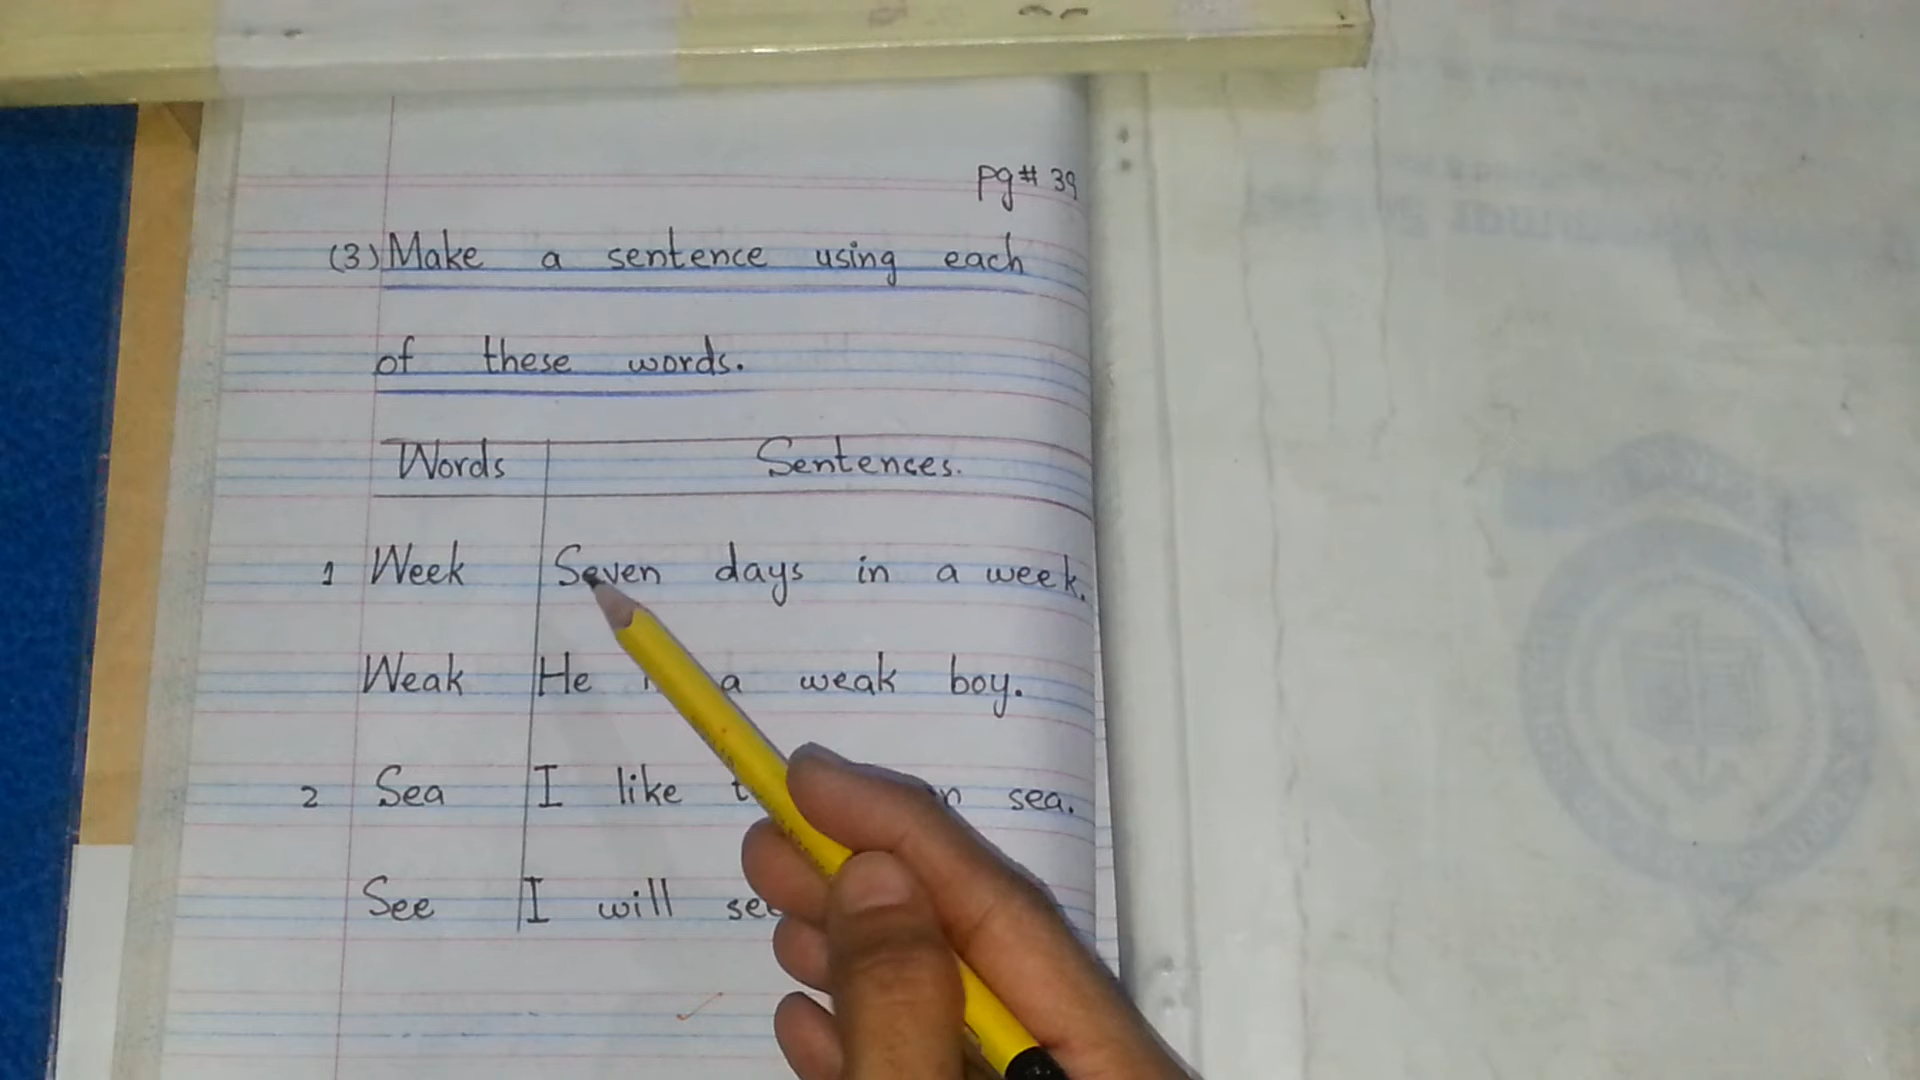 pg# 39
(3) Make a sentence using each
of these words.
Words Sentences.
1 Week Seven days in a week.
Weak He a weak boy.
2 Sea I like sea.
See I will see